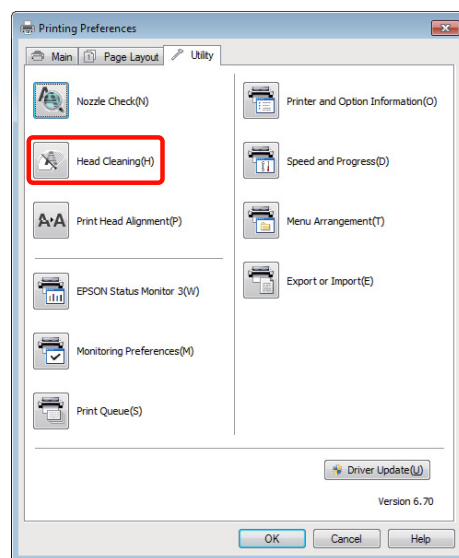 Printing Preferences
Main
Page Layout
Utility
Nozzle Check(N)
Head Cleaning(H)
Print Head Alignment(P)
EPSON Status Monitor 3(W)
Monitoring Preferences(M)
Print Queue(S)
Printer and Option Information(O)
Speed and Progress(D)
Menu Arrangement(T)
Export or Import(E)
Driver Update(U)
Version 6.70
OK
Cancel
Help